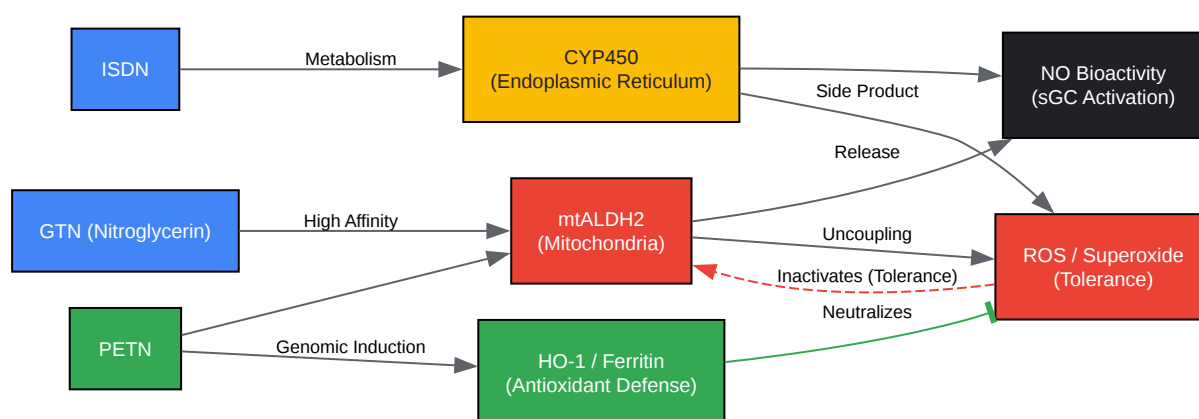 ISDN
Metabolism
CYP450
(Endoplasmic Reticulum)
Side Product
NO Bioactivity
(sGC Activation)
Release
GTN (Nitroglycerin)
High Affinity
mtALDH2
(Mitochondria)
Uncoupling
Inactivates (Tolerance)
ROS / Superoxide
(Tolerance)
Neutralizes
PETN
Genomic Induction
HO-1 / Ferritin
(Antioxidant Defense)